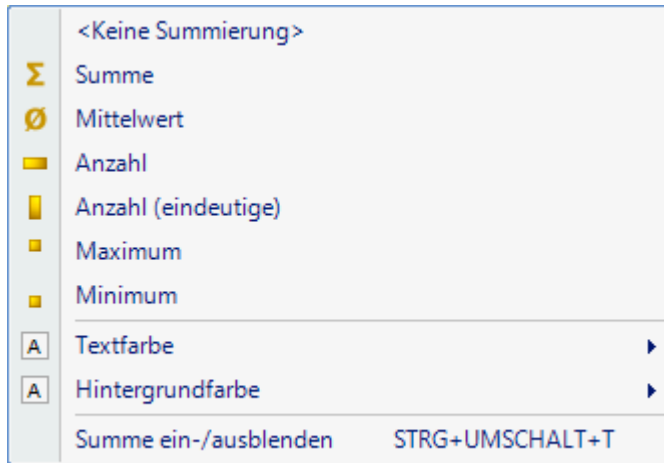 <Keine Summierung>
Σ Summe
Ø Mittelwert
Anzahl
Anzahl (eindeutige)
Maximum
Minimum
A Textfarbe
A Hintergrundfarbe
Summe ein-/ausblenden STRG+UMSCHALT+T